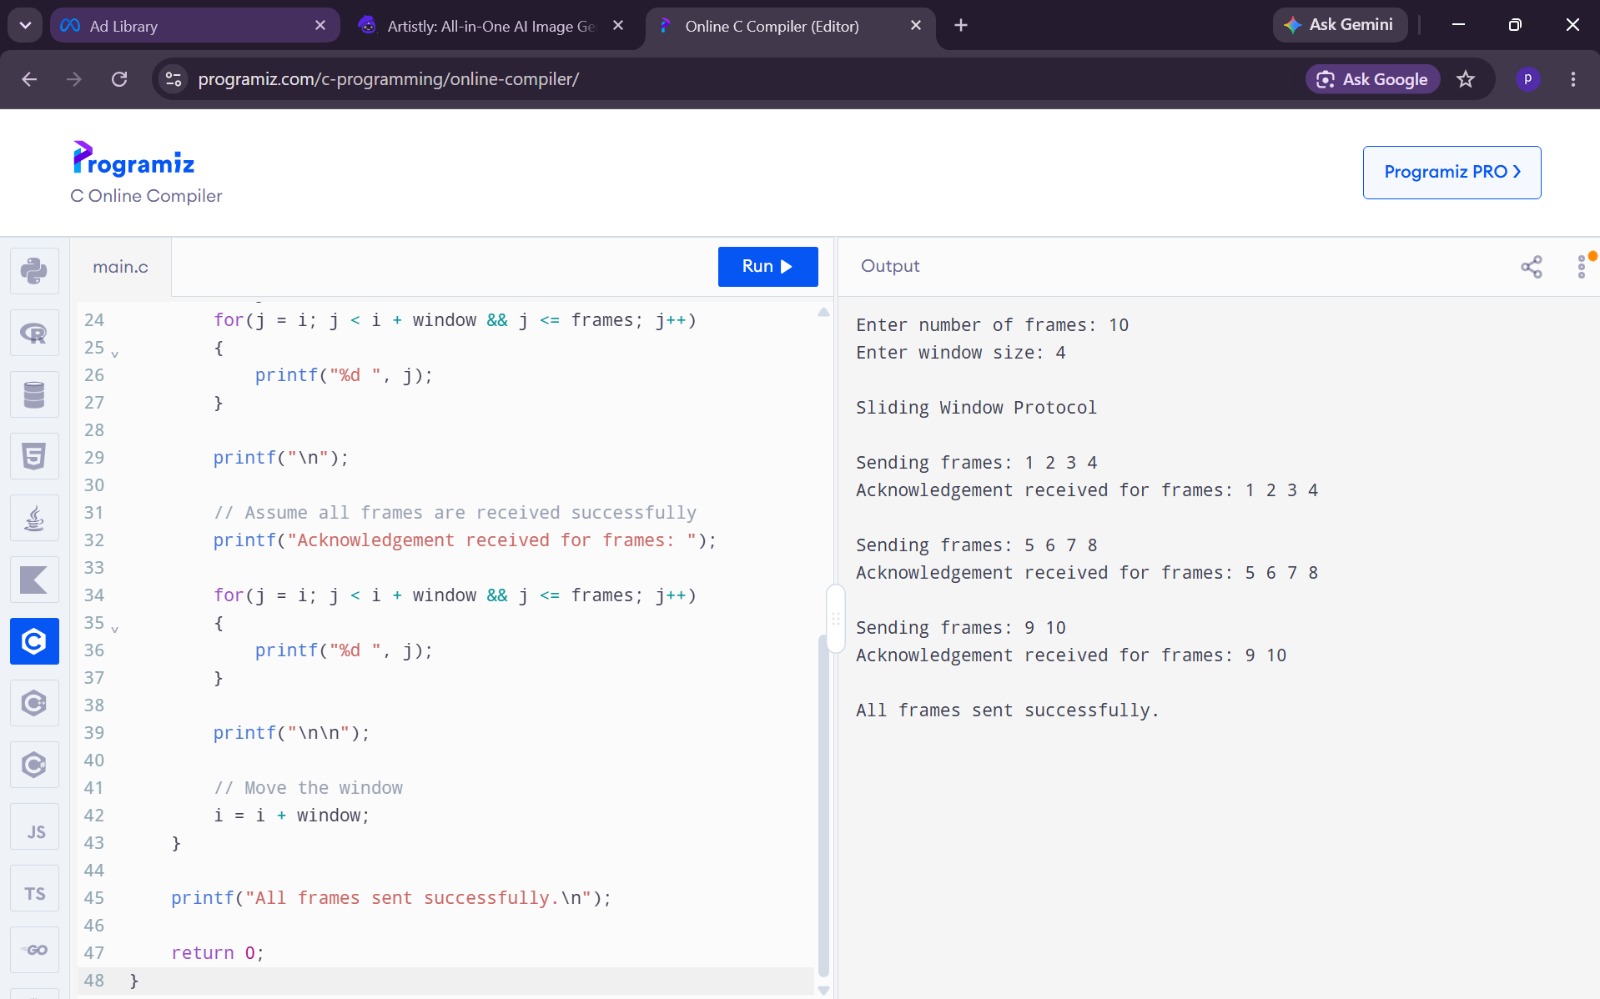 Ad Library
Artistly: All-in-One AI Image Ge
Online C Compiler (Editor)
Ask Gemini
programiz.com/c-programming/online-compiler/
Ask Google
P
Programiz
C Online Compiler
Programiz PRO
main.c
Run
Output
24 for(j = i; j < i + window && j <= frames; j++)
25 {
26 printf("%d ", j);
27 }
28
29 printf("\n");
30
31 // Assume all frames are received successfully
32 printf("Acknowledgement received for frames: ");
33
34 for(j = i; j < i + window && j <= frames; j++)
35 {
36 printf("%d ", j);
37 }
38
39 printf("\n\n");
40
41 // Move the window
42 i = i + window;
43 }
44
45 printf("All frames sent successfully.\n");
46
47 return 0;
48 }
Enter number of frames: 10
Enter window size: 4
Sliding Window Protocol
Sending frames: 1 2 3 4
Acknowledgement received for frames: 1 2 3 4
Sending frames: 5 6 7 8
Acknowledgement received for frames: 5 6 7 8
Sending frames: 9 10
Acknowledgement received for frames: 9 10
All frames sent successfully.
R
5
C
C
C
JS
TS
GO